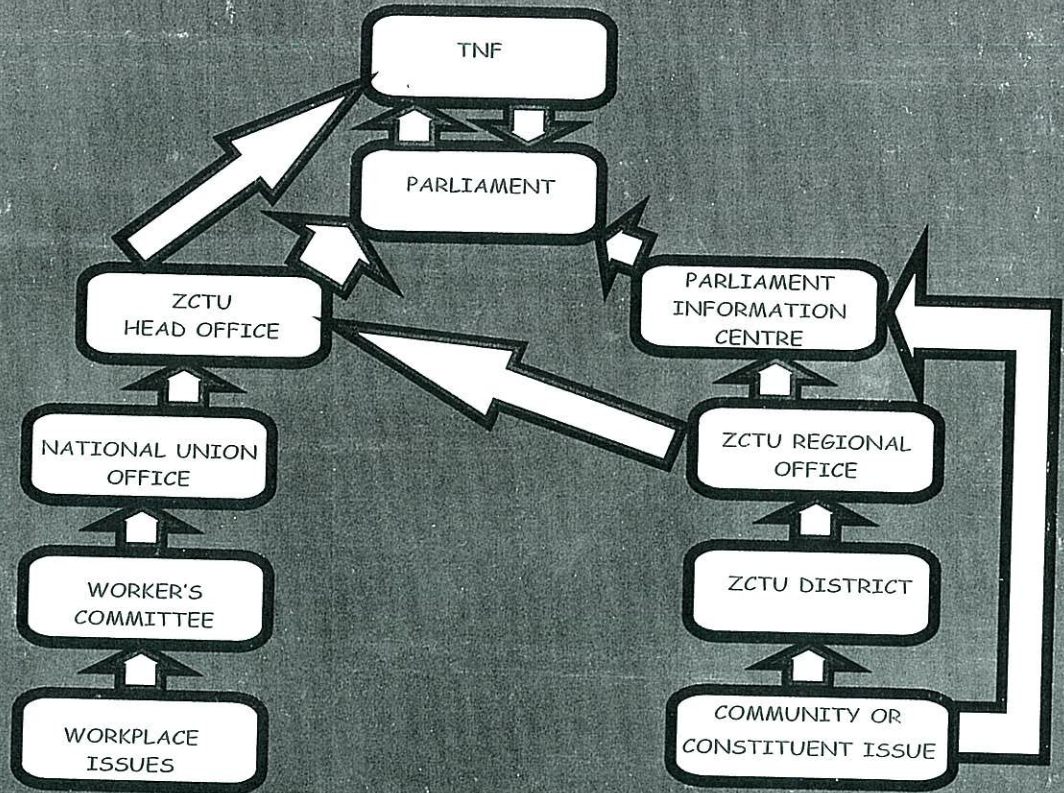 TNF
PARLIAMENT
ZCTU
HEAD OFFICE
PARLIAMENT
INFORMATION
CENTRE
NATIONAL UNION
OFFICE
ZCTU REGIONAL
OFFICE
WORKER'S
COMMITTEE
ZCTU DISTRICT
WORKPLACE
ISSUES
COMMUNITY OR
CONSTITUENT ISSUE